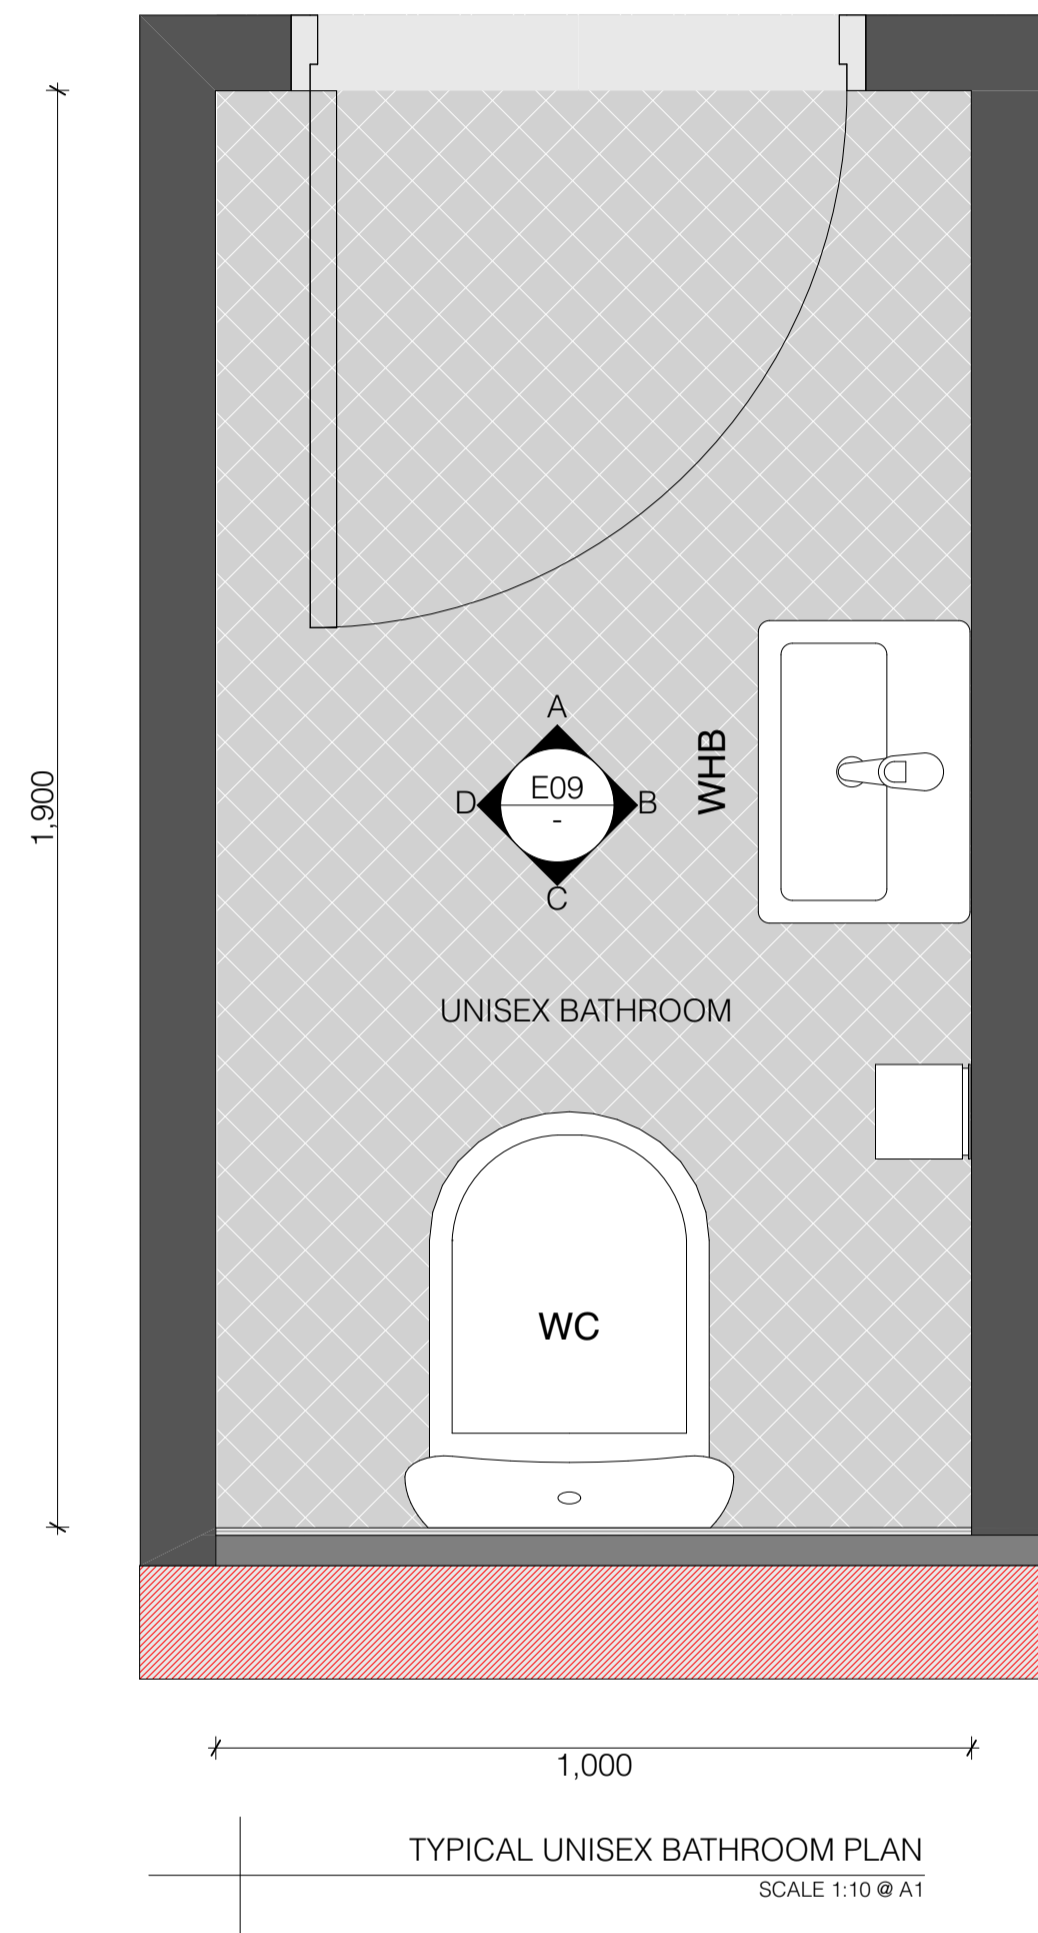 A
E09
-
D
B
C
WHB
1,900
UNISEX BATHROOM
WC
1,000
TYPICAL UNISEX BATHROOM PLAN
SCALE 1:10 @ A1